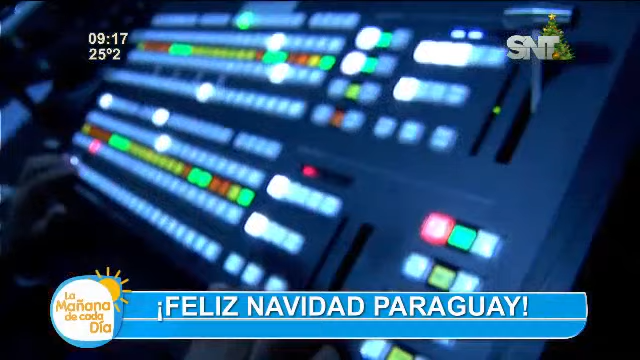 09:17
25°2
SNT
¡FELIZ NAVIDAD PARAGUAY!
La
Mañana
de cada
Día